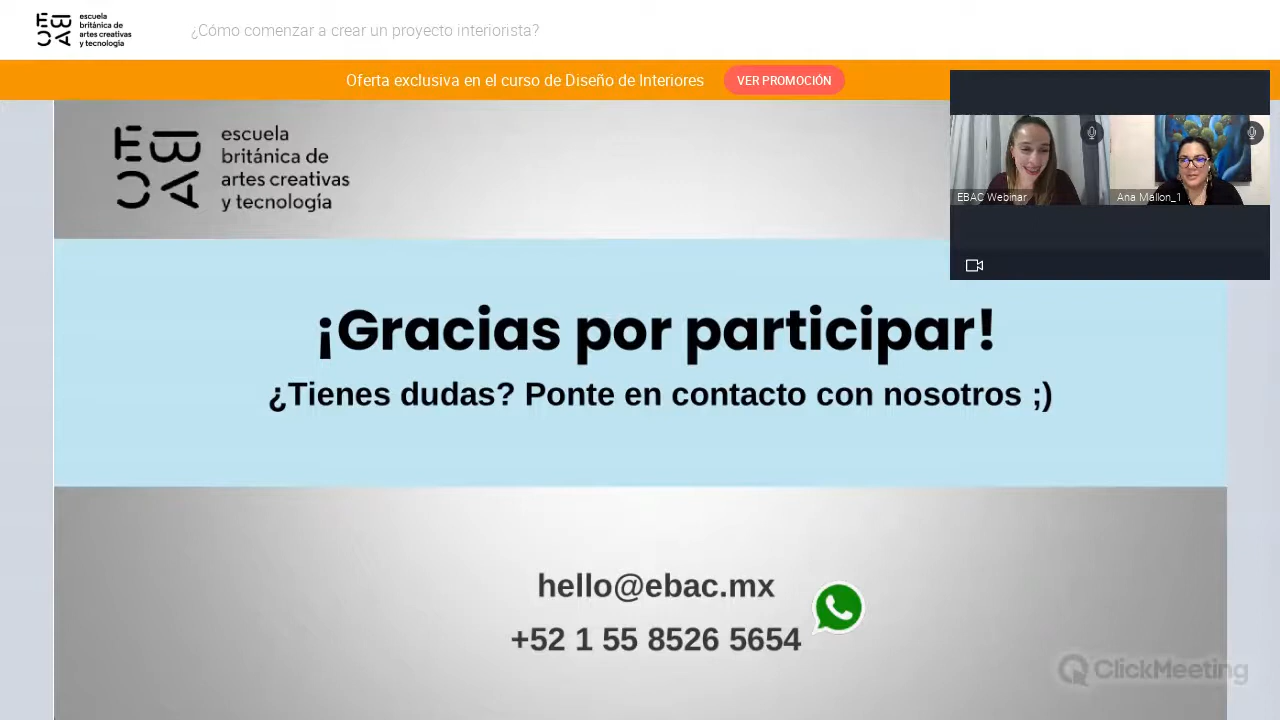 escuela
británica de
artes creativas
y tecnología
¿Cómo comenzar a crear un proyecto interiorista?
Oferta exclusiva en el curso de Diseño de Interiores
VER PROMOCIÓN
EBAC
escuela
británica de
artes creativas
y tecnología
EBAC Webinar
Ana Mallon_1
¡Gracias por participar!
¿Tienes dudas? Ponte en contacto con nosotros ;)
hello@ebac.mx
+52 1 55 8526 5654
ClickMeeting